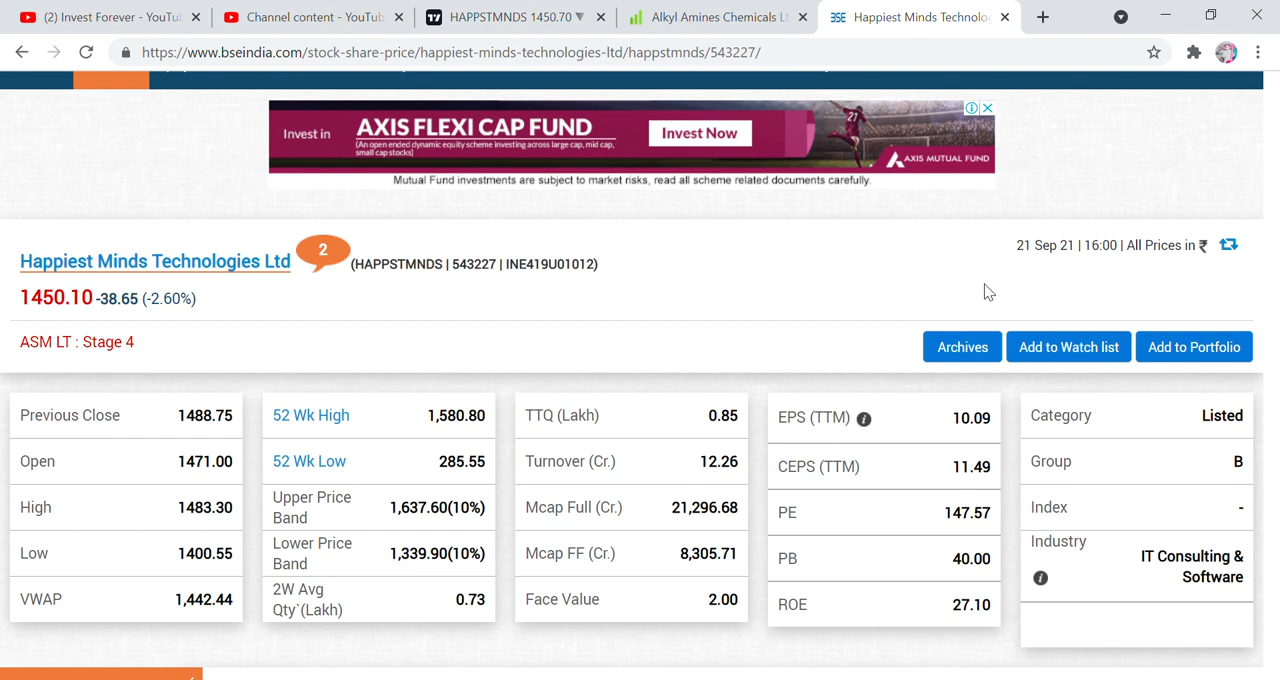 (2) Invest Forever - YouTu
Channel content - YouTub
HAPPSTMNDS 1450.70 ▼
Alkyl Amines Chemicals Lt
Happiest Minds Technolo
https://www.bseindia.com/stock-share-price/happiest-minds-technologies-ltd/happstmnds/543227/
Invest in AXIS FLEXI CAP FUND
(An open ended dynamic equity scheme investing across large cap, mid cap,
small cap stocks)
Invest Now
21
AXIS MUTUAL FUND
Mutual Fund investments are subject to market risks, read all scheme related documents carefully.
Happiest Minds Technologies Ltd 2 (HAPPSTMNDS | 543227 | INE419U01012)
21 Sep 21 | 16:00 | All Prices in ₹
1450.10 -38.65 (-2.60%)
ASM LT : Stage 4
Archives Add to Watch list Add to Portfolio
Previous Close 1488.75
Open 1471.00
High 1483.30
Low 1400.55
VWAP 1,442.44
52 Wk High 1,580.80
52 Wk Low 285.55
Upper Price
Band 1,637.60(10%)
Lower Price
Band 1,339.90(10%)
2W Avg
Qty`(Lakh) 0.73
TTQ (Lakh) 0.85
Turnover (Cr.) 12.26
Mcap Full (Cr.) 21,296.68
Mcap FF (Cr.) 8,305.71
Face Value 2.00
EPS (TTM) 10.09
CEPS (TTM) 11.49
PE 147.57
PB 40.00
ROE 27.10
Category Listed
Group B
Index -
Industry
IT Consulting &
Software